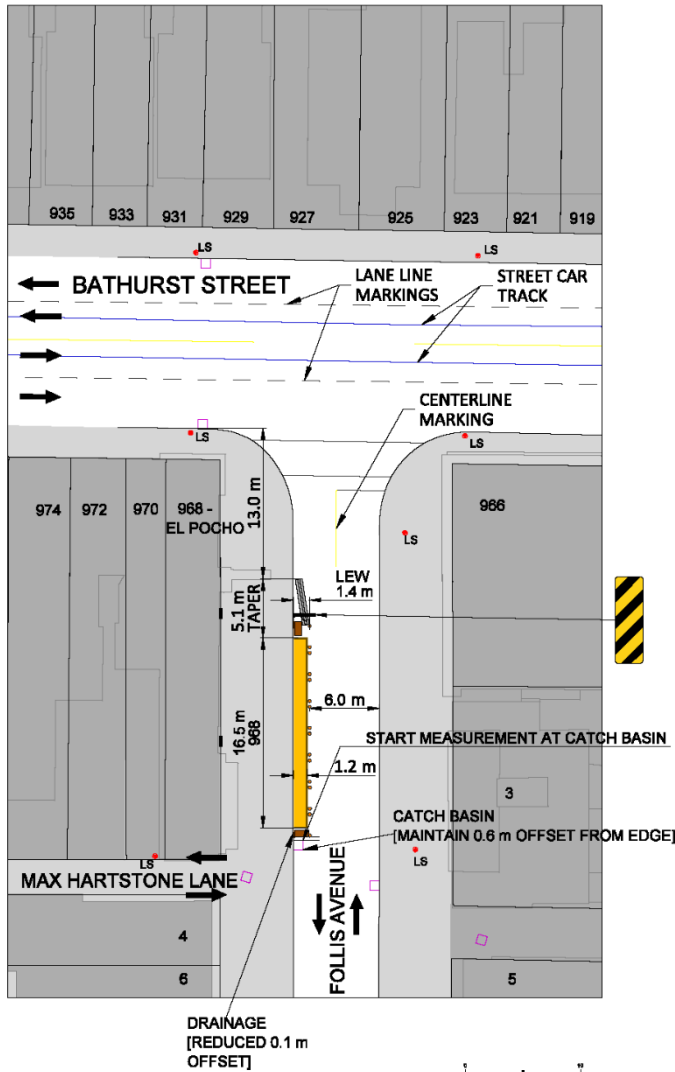 935 933 931 929 927 925 923 921 919
LS
LS
BATHURST STREET
LANE LINE
MARKINGS
STREET CAR
TRACK
CENTERLINE
MARKING
LS
LS
974 972 970 968 -
EL POCHO
13.0 m
966
LS
LEW
1.4 m
5.1 m
TAPER
6.0 m
16.5 m
968
START MEASUREMENT AT CATCH BASIN
1.2 m
3
CATCH BASIN
[MAINTAIN 0.6 m OFFSET FROM EDGE]
LS
LS
MAX HARTSTONE LANE
FOLLIS AVENUE
4
6
5
DRAINAGE
[REDUCED 0.1 m
OFFSET]